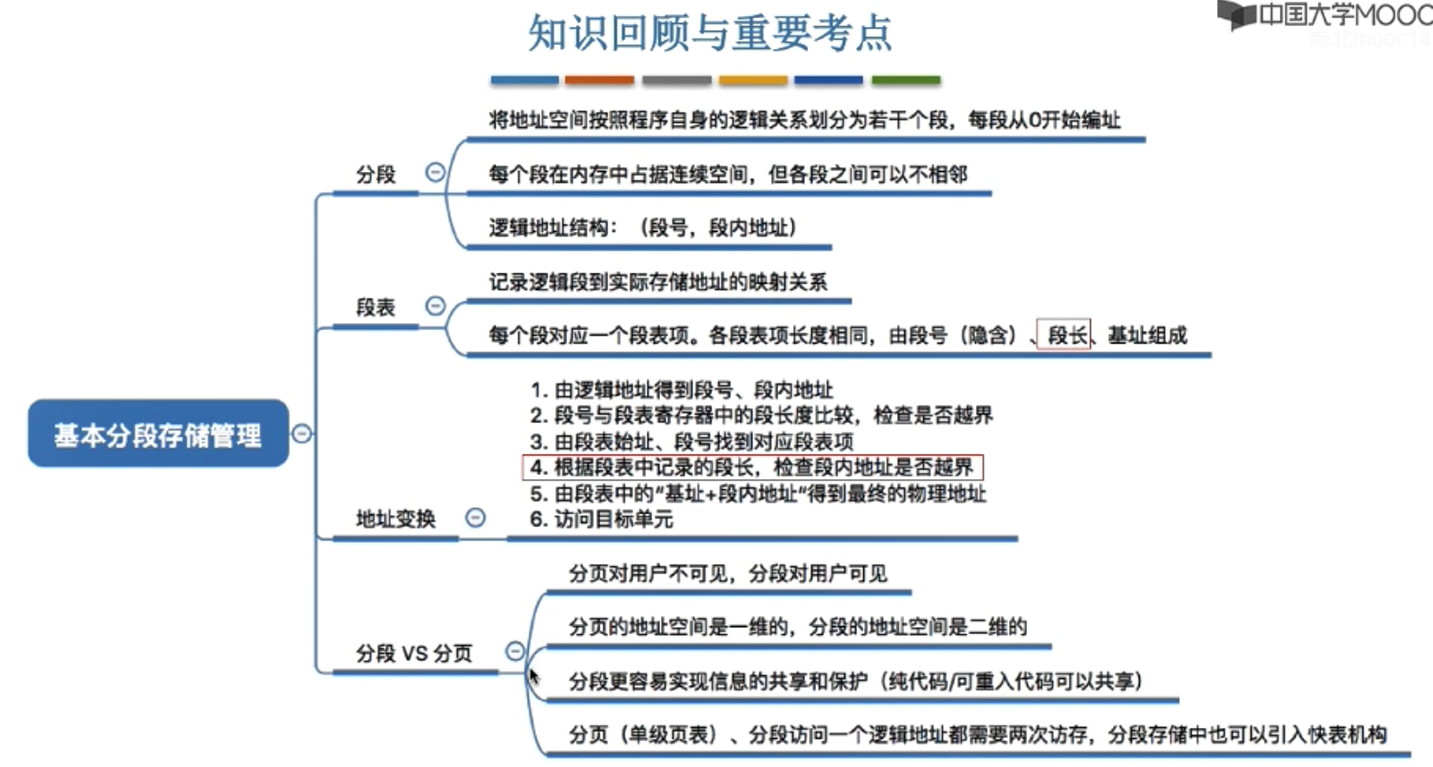 中国大学MOOC
知识回顾与重要考点
基本分段存储管理
分段
将地址空间按照程序自身的逻辑关系划分为若干个段，每段从0开始编址
每个段在内存中占据连续空间，但各段之间可以不相邻
逻辑地址结构：（段号，段内地址）
段表
记录逻辑段到实际存储地址的映射关系
每个段对应一个段表项。各段表项长度相同，由段号（隐含）、段长、基址组成
地址变换
1. 由逻辑地址得到段号、段内地址
2. 段号与段表寄存器中的段长度比较，检查是否越界
3. 由段表始址、段号找到对应段表项
4. 根据段表中记录的段长，检查段内地址是否越界
5. 由段表中的“基址+段内地址”得到最终的物理地址
6. 访问目标单元
分段 VS 分页
分页对用户不可见，分段对用户可见
分页的地址空间是一维的，分段的地址空间是二维的
分段更容易实现信息的共享和保护（纯代码/可重入代码可以共享）
分页（单级页表）、分段访问一个逻辑地址都需要两次访存，分段存储中也可以引入快表机构